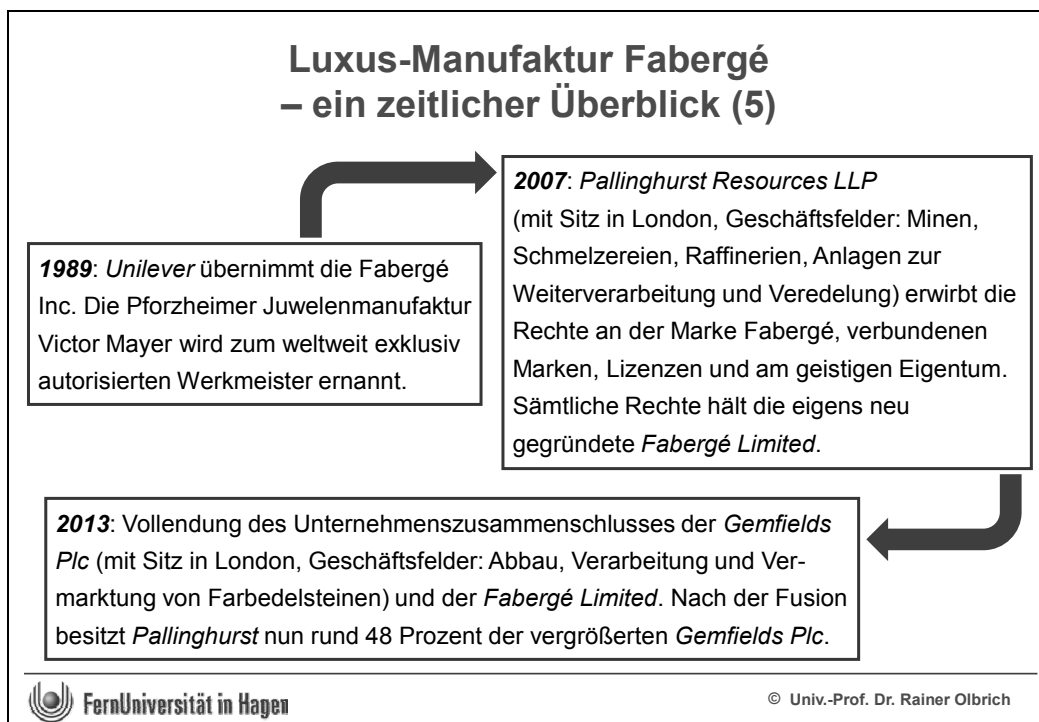 Luxus-Manufaktur Fabergé
– ein zeitlicher Überblick (5)
1989: Unilever übernimmt die Fabergé
Inc. Die Pforzheimer Juwelenmanufaktur
Victor Mayer wird zum weltweit exklusiv
autorisierten Werkmeister ernannt.
2007: Pallinghurst Resources LLP
(mit Sitz in London, Geschäftsfelder: Minen,
Schmelzereien, Raffinerien, Anlagen zur
Weiterverarbeitung und Veredelung) erwirbt die
Rechte an der Marke Fabergé, verbundenen
Marken, Lizenzen und am geistigen Eigentum.
Sämtliche Rechte hält die eigens neu
gegründete Fabergé Limited.
2013: Vollendung des Unternehmenszusammenschlusses der Gemfields
Plc (mit Sitz in London, Geschäftsfelder: Abbau, Verarbeitung und Ver-
marktung von Farbedelsteinen) und der Fabergé Limited. Nach der Fusion
besitzt Pallinghurst nun rund 48 Prozent der vergrößerten Gemfields Plc.
FernUniversität in Hagen
© Univ.-Prof. Dr. Rainer Olbrich